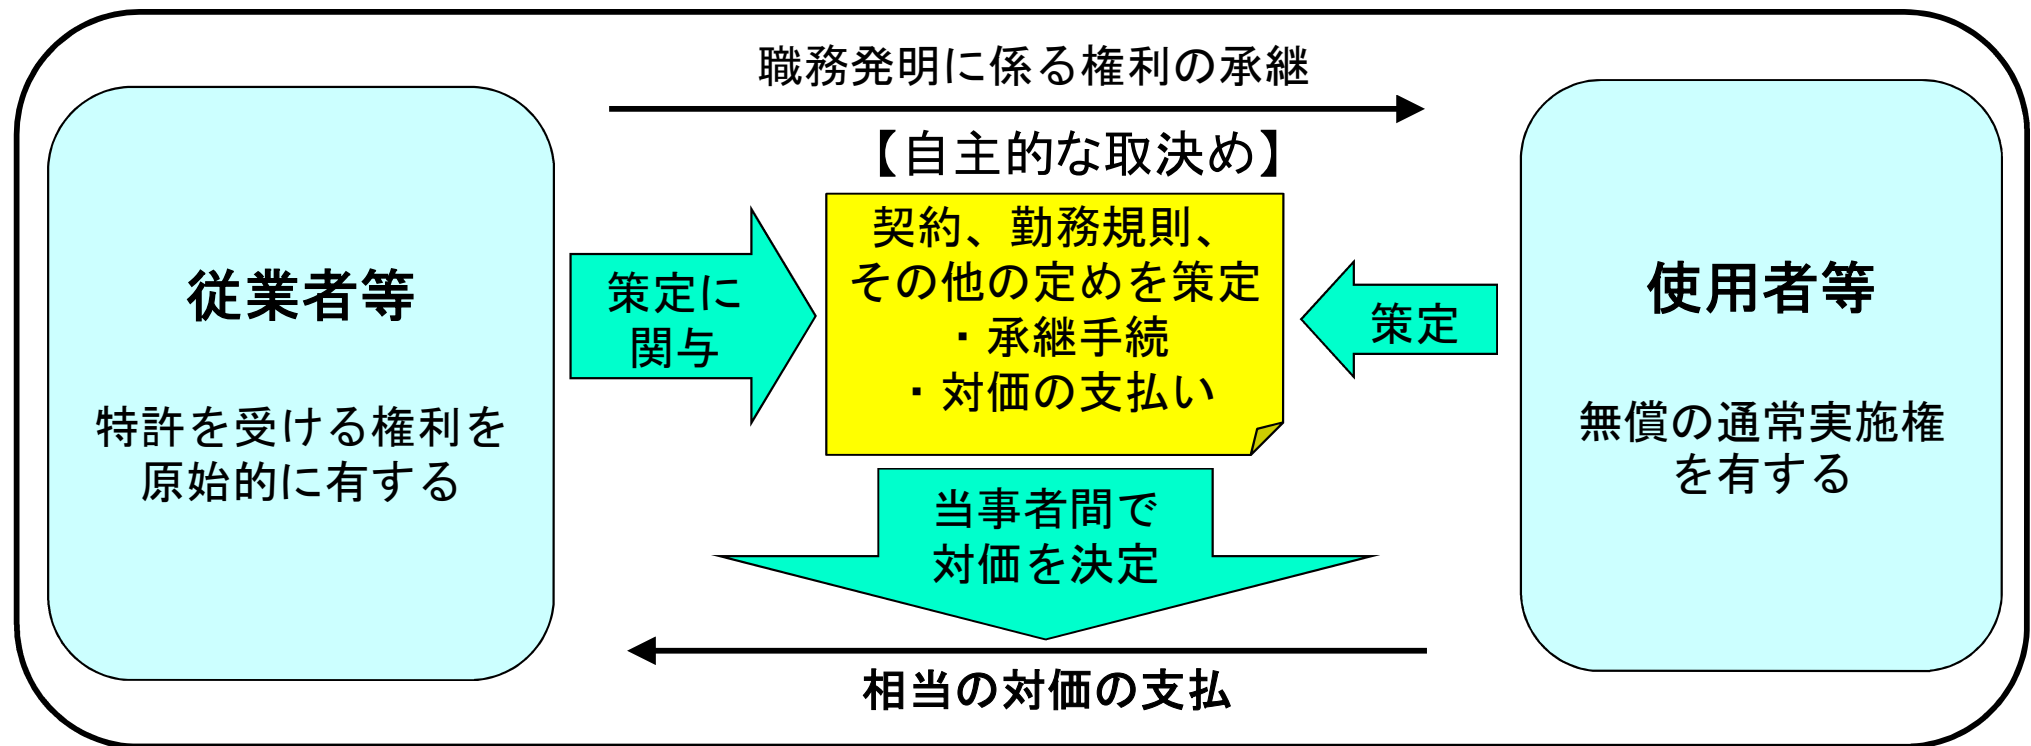 職務発明に係る権利の承継
【自主的な取決め】
従業者等
特許を受ける権利を
原始的に有する
策定に
関与
契約、勤務規則、
その他の定めを策定
・承継手続
・対価の支払い
策定
使用者等
無償の通常実施権
を有する
当事者間で
対価を決定
相当の対価の支払